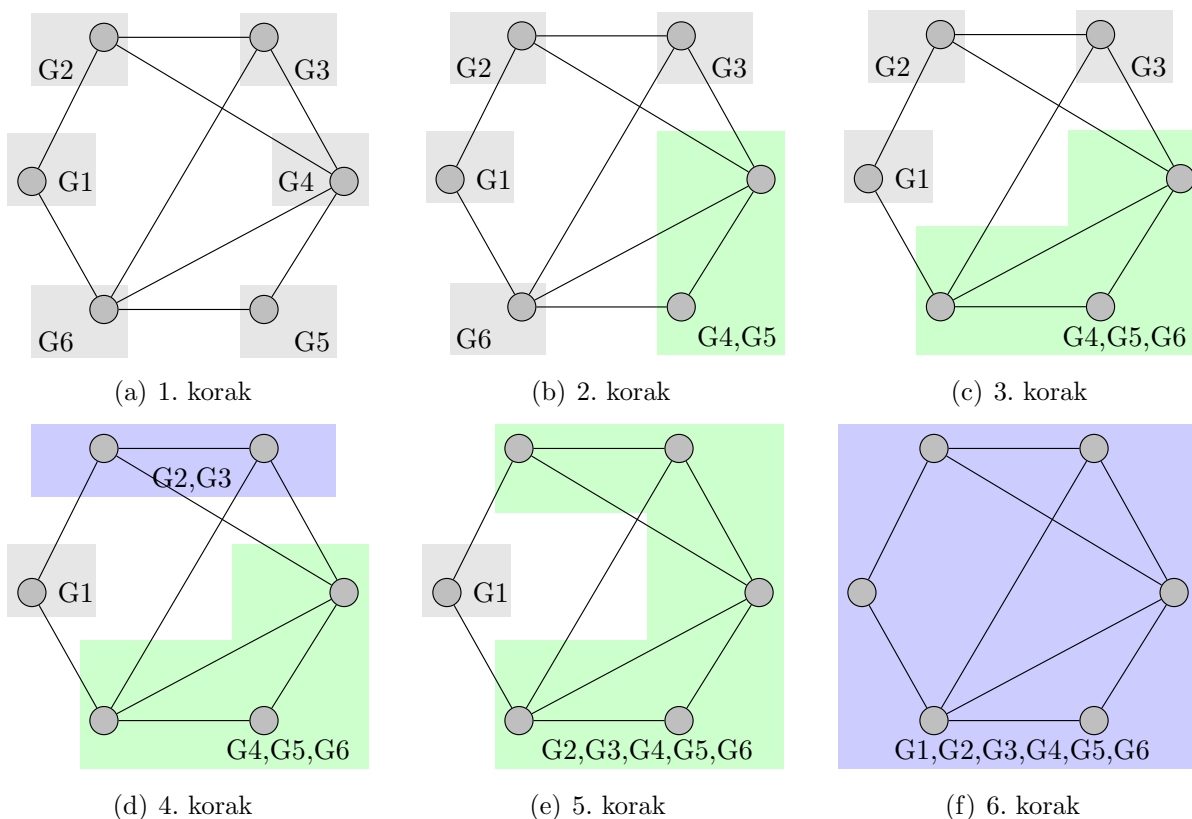 G2
G3
G1
G4
G6
G5
(a) 1. korak
G2
G3
G1
G6
G4,G5
(b) 2. korak
G2
G3
G1
G4,G5,G6
(c) 3. korak
G2,G3
G1
G4,G5,G6
(d) 4. korak
G1
G2,G3,G4,G5,G6
(e) 5. korak
G1,G2,G3,G4,G5,G6
(f) 6. korak